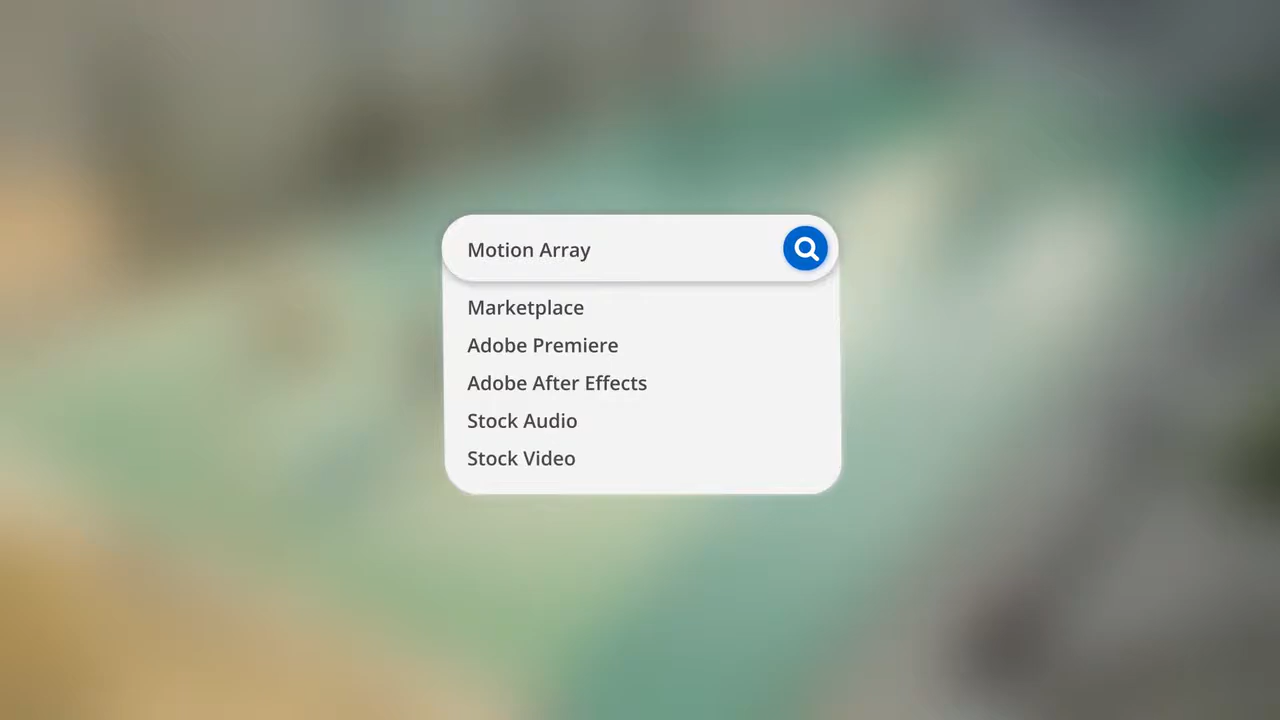 Motion Array
Marketplace
Adobe Premiere
Adobe After Effects
Stock Audio
Stock Video